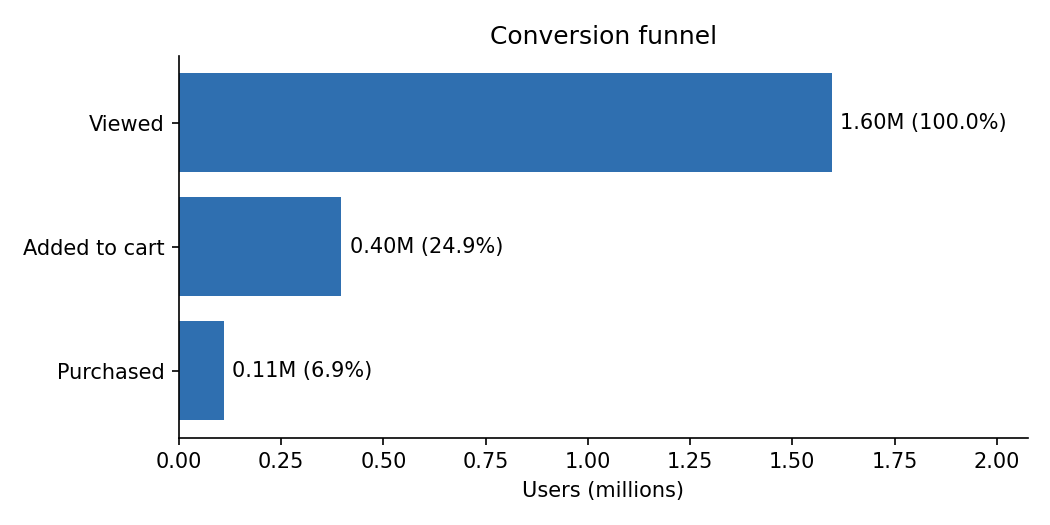 Conversion funnel
Viewed
1.60M (100.0%)
Added to cart
0.40M (24.9%)
Purchased
0.11M (6.9%)
0.00 0.25 0.50 0.75 1.00 1.25 1.50 1.75 2.00
Users (millions)